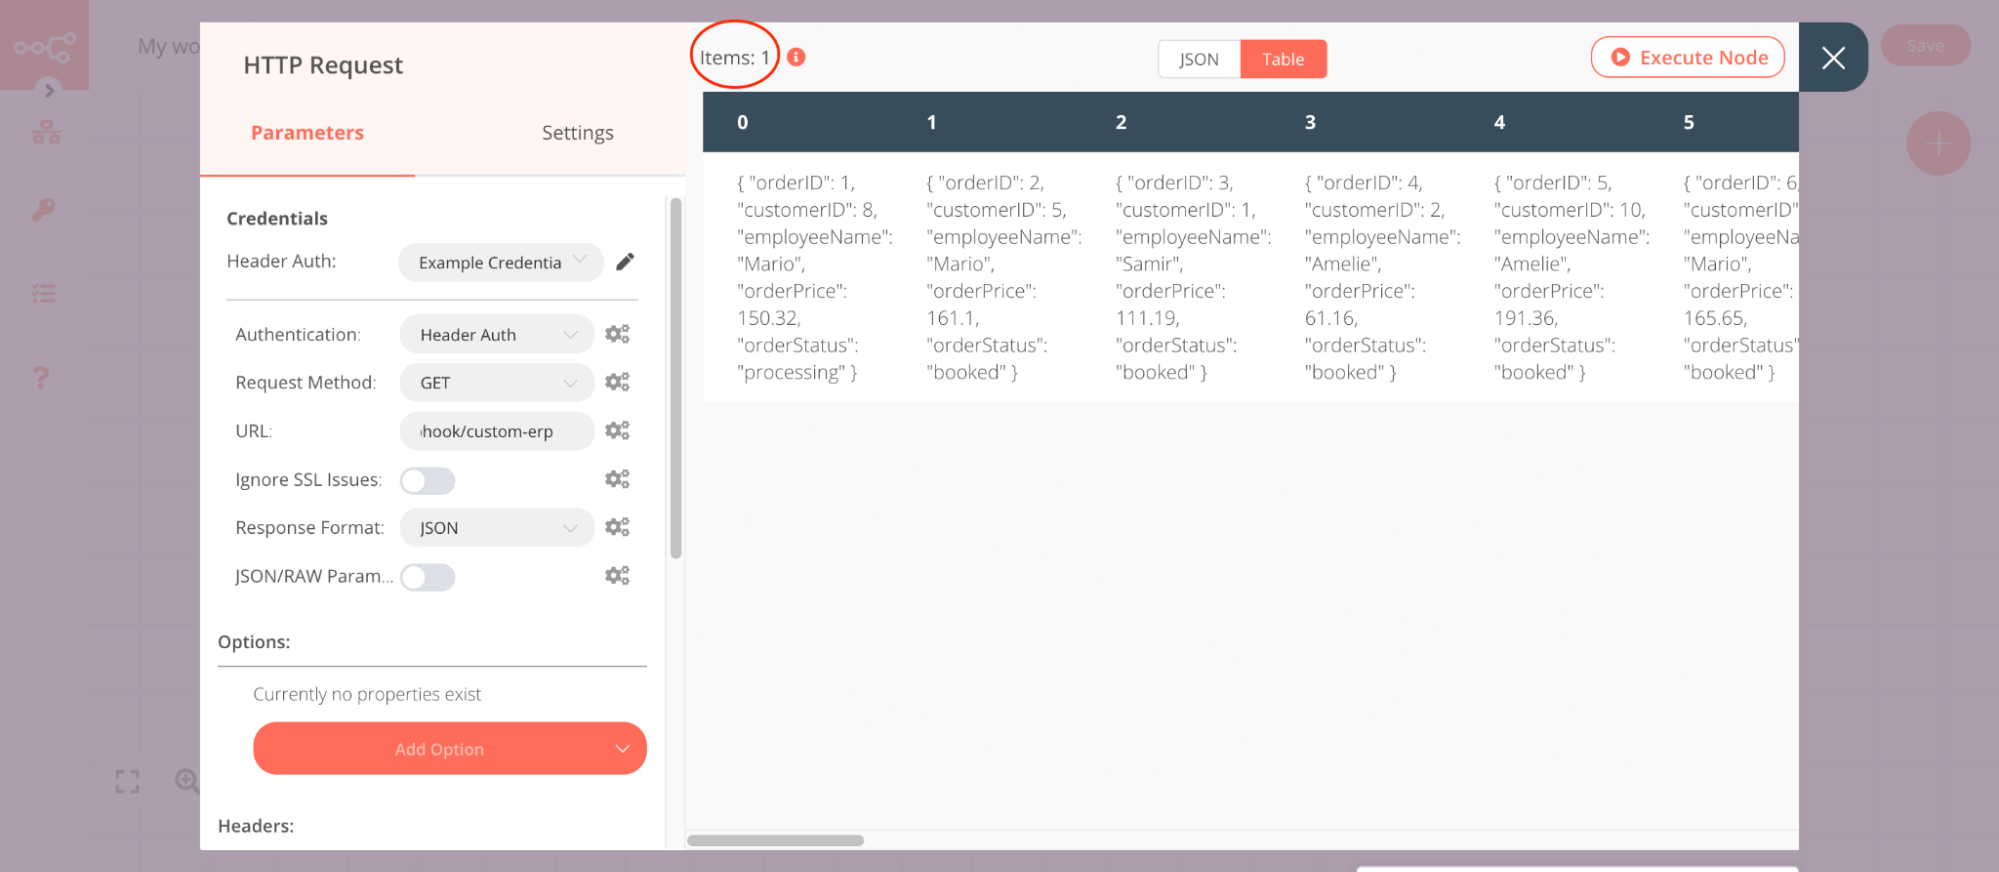 My wo
Save
HTTP Request
Parameters
Settings
Credentials
Header Auth:
Example Credentia
Authentication:
Header Auth
Request Method:
GET
URL:
hook/custom-erp
Ignore SSL Issues:
Response Format:
JSON
JSON/RAW Param...
Options:
Currently no properties exist
Add Option
Headers:
Items: 1
JSON
Table
Execute Node
0
1
2
3
4
5
{ "orderID": 1,
"customerID": 8,
"employeeName":
"Mario",
"orderPrice":
150.32,
"orderStatus":
"processing" }
{ "orderID": 2,
"customerID": 5,
"employeeName":
"Mario",
"orderPrice":
161.1,
"orderStatus":
"booked" }
{ "orderID": 3,
"customerID": 1,
"employeeName":
"Samir",
"orderPrice":
111.19,
"orderStatus":
"booked" }
{ "orderID": 4,
"customerID": 2,
"employeeName":
"Amelie",
"orderPrice":
61.16,
"orderStatus":
"booked" }
{ "orderID": 5,
"customerID": 10,
"employeeName":
"Amelie",
"orderPrice":
191.36,
"orderStatus":
"booked" }
{ "orderID": 6,
"customerID"
"employeeNa
"Mario",
"orderPrice":
165.65,
"orderStatus"
"booked" }